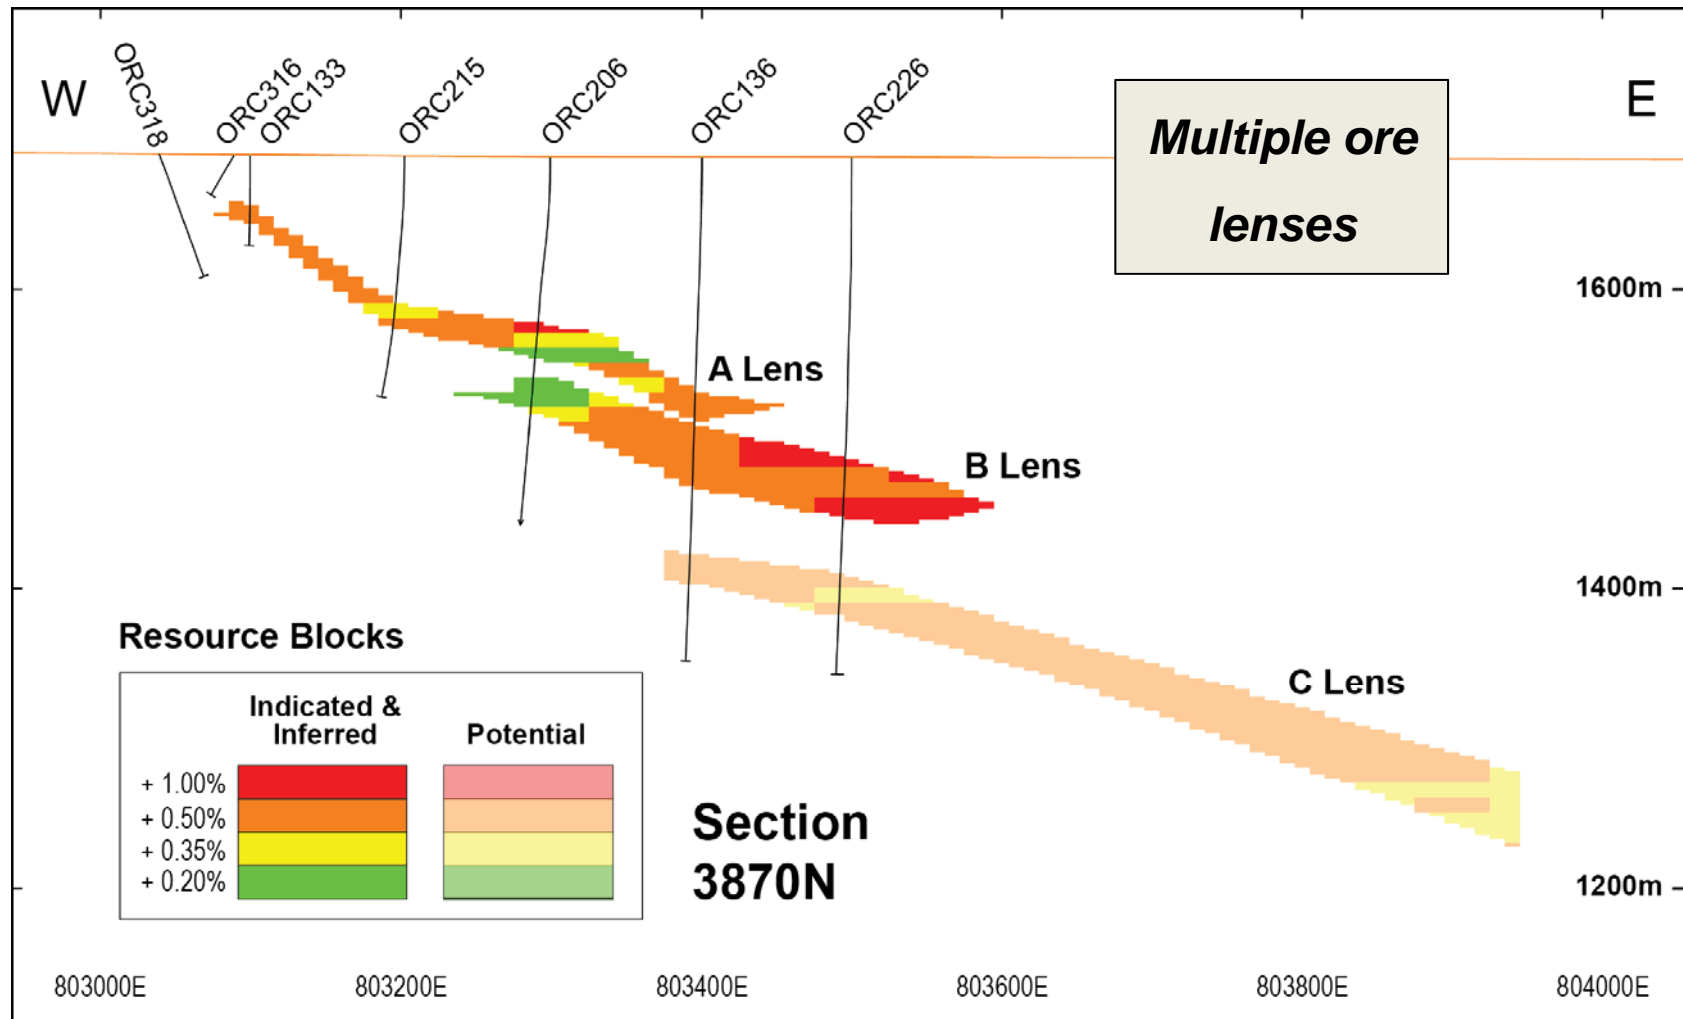 W
E
ORC318
ORC316
ORC133
ORC215
ORC206
ORC136
ORC226
Multiple ore
lenses
1600m
A Lens
B Lens
1400m
C Lens
Resource Blocks
Indicated &
Inferred
Potential
+ 1.00%
+ 0.50%
+ 0.35%
+ 0.20%
Section
3870N
1200m
803000E
803200E
803400E
803600E
803800E
804000E